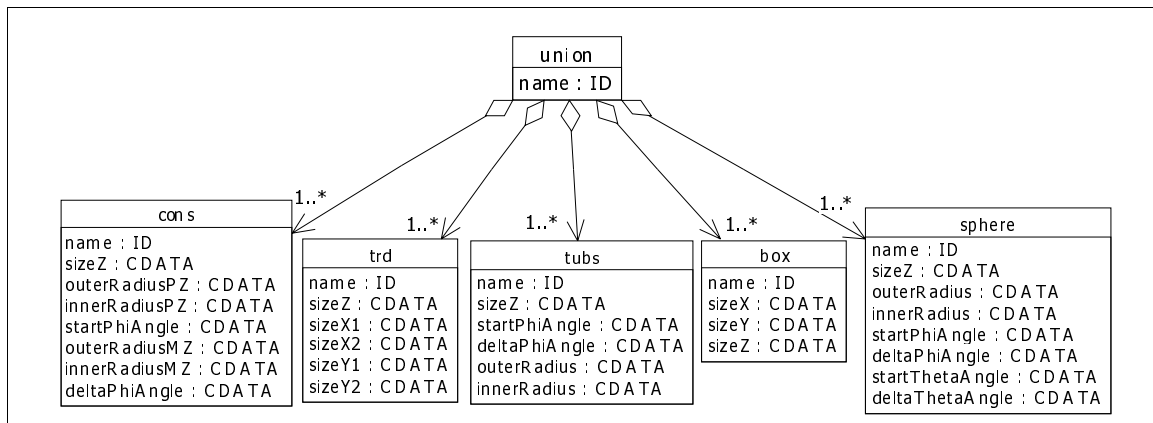 union
name : ID
1..*
1..*
1..*
1..*
1..*
cons
name : ID
sizeZ : CDATA
outerRadiusPZ : CDATA
innerRadiusPZ : CDATA
startPhiAngle : CDATA
outerRadiusMZ : CDATA
innerRadiusMZ : CDATA
deltaPhiAngle : CDATA
trd
name : ID
sizeZ : CDATA
sizeX1 : CDATA
sizeX2 : CDATA
sizeY1 : CDATA
sizeY2 : CDATA
tubs
name : ID
sizeZ : CDATA
startPhiAngle : CDATA
deltaPhiAngle : CDATA
outerRadius : CDATA
innerRadius : CDATA
box
name : ID
sizeX : CDATA
sizeY : CDATA
sizeZ : CDATA
sphere
name : ID
sizeZ : CDATA
outerRadius : CDATA
innerRadius : CDATA
startPhiAngle : CDATA
deltaPhiAngle : CDATA
startThetaAngle : CDATA
deltaThetaAngle : CDATA